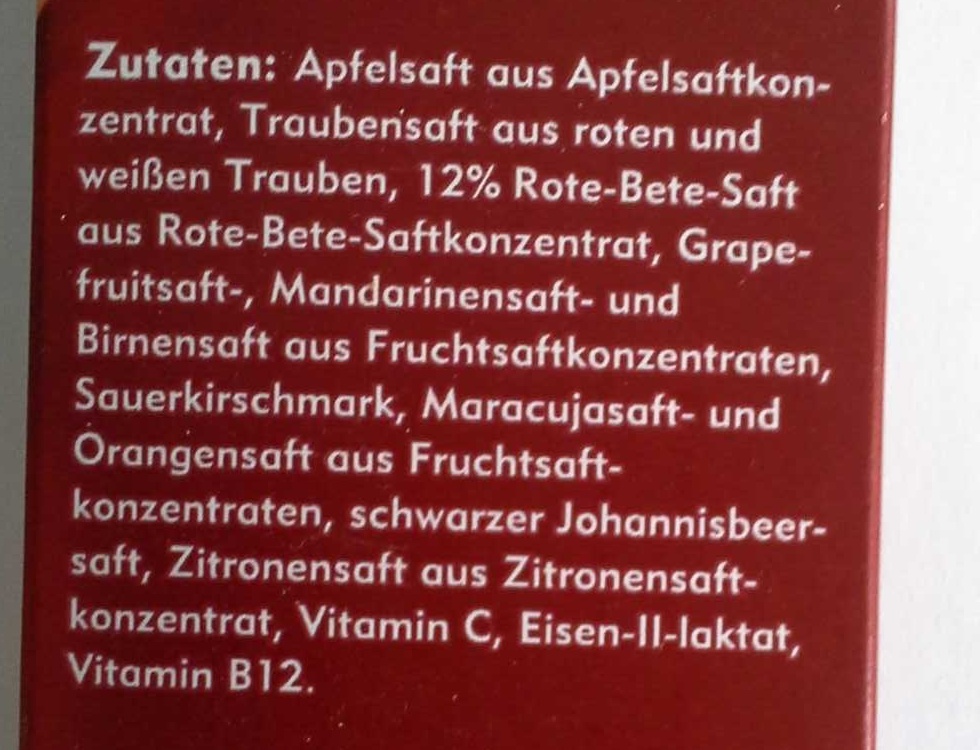 Zutaten: Apfelsaft aus Apfelsaftkon-
zentrat, Traubensaft aus roten und
weißen Trauben, 12% Rote-Bete-Saft
aus Rote-Bete-Saftkonzentrat, Grape-
fruitsaft-, Mandarinensaft- und
Birnensaft aus Fruchtsaftkonzentraten,
Sauerkirschmark, Maracujasaft- und
Orangensaft aus Fruchtsaft-
konzentraten, schwarzer Johannisbeer-
saft, Zitronensaft aus Zitronensaft-
konzentrat, Vitamin C, Eisen-II-laktat,
Vitamin B12.